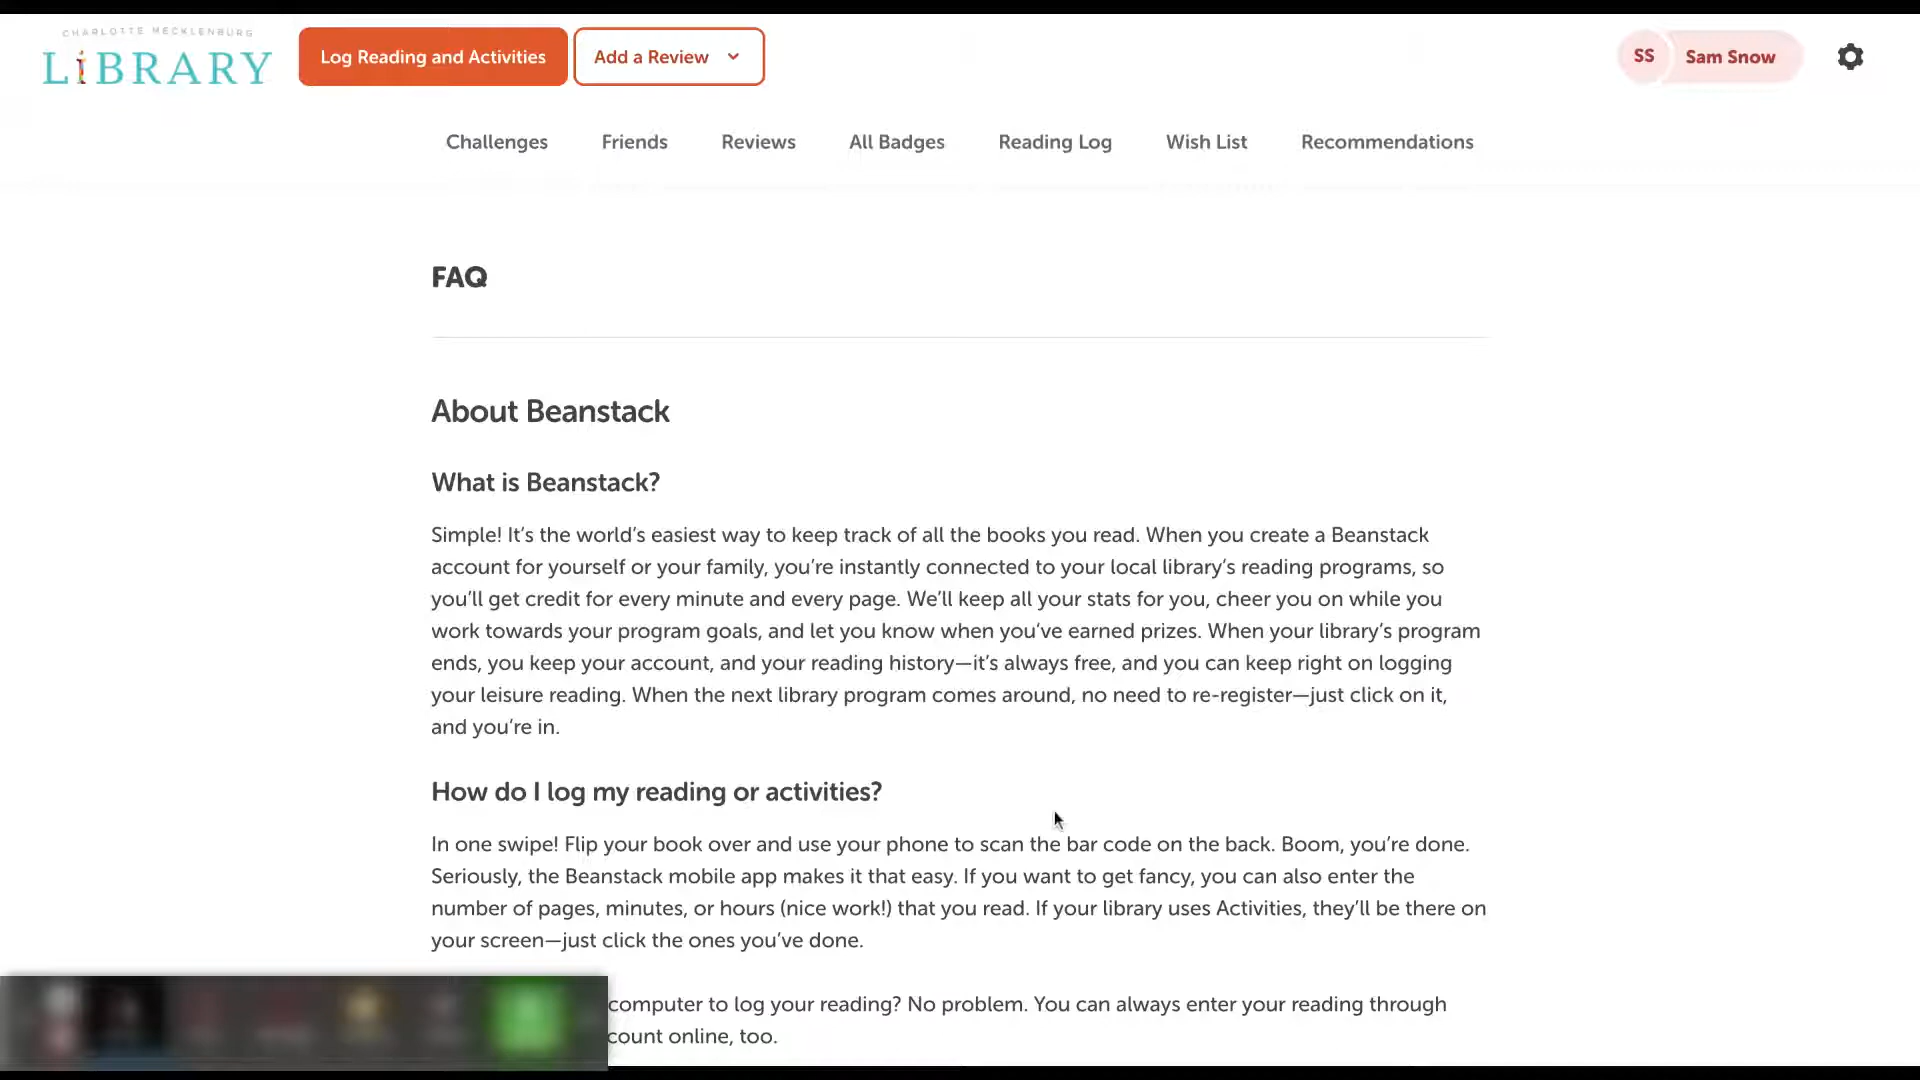 CHARLOTTE MECKLENBURG
LiBRARY
Log Reading and Activities
Add a Review
SS
Sam Snow
Challenges
Friends
Reviews
All Badges
Reading Log
Wish List
Recommendations
FAQ
About Beanstack
What is Beanstack?
Simple! It’s the world’s easiest way to keep track of all the books you read. When you create a Beanstack
account for yourself or your family, you’re instantly connected to your local library’s reading programs, so
you’ll get credit for every minute and every page. We’ll keep all your stats for you, cheer you on while you
work towards your program goals, and let you know when you’ve earned prizes. When your library’s program
ends, you keep your account, and your reading history—it’s always free, and you can keep right on logging
your leisure reading. When the next library program comes around, no need to re-register—just click on it,
and you’re in.
How do I log my reading or activities?
In one swipe! Flip your book over and use your phone to scan the bar code on the back. Boom, you’re done.
Seriously, the Beanstack mobile app makes it that easy. If you want to get fancy, you can also enter the
number of pages, minutes, or hours (nice work!) that you read. If your library uses Activities, they’ll be there on
your screen—just click the ones you’ve done.
computer to log your reading? No problem. You can always enter your reading through
count online, too.